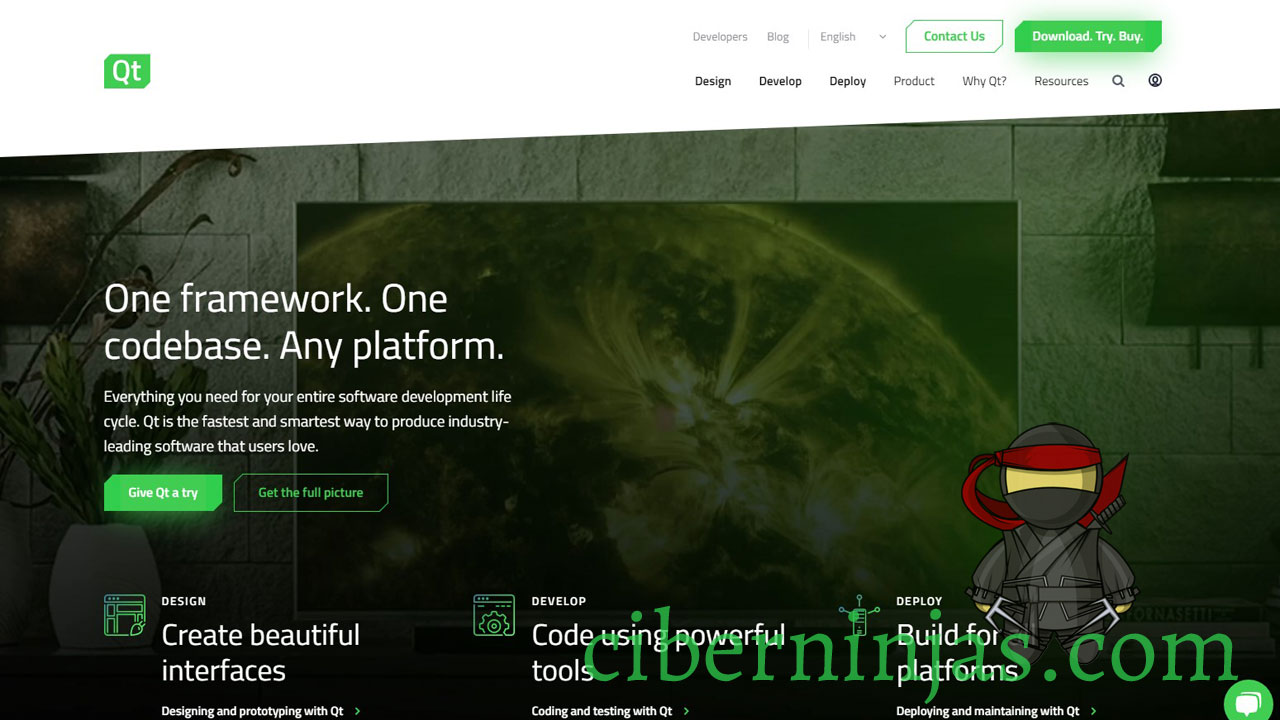 Developers Blog English Contact Us Download. Try. Buy.
Qt
Design Develop Deploy Product Why Qt? Resources
One framework. One
codebase. Any platform.
Everything you need for your entire software development life
cycle. Qt is the fastest and smartest way to produce industry-
leading software that users love.
Give Qt a try Get the full picture
DESIGN
Create beautiful
interfaces
Designing and prototyping with Qt
DEVELOP
Code using powerful
tools
Coding and testing with Qt
DEPLOY
Build for
platforms
Deploying and maintaining with Qt
FORNASETTI
ciberninjas.com